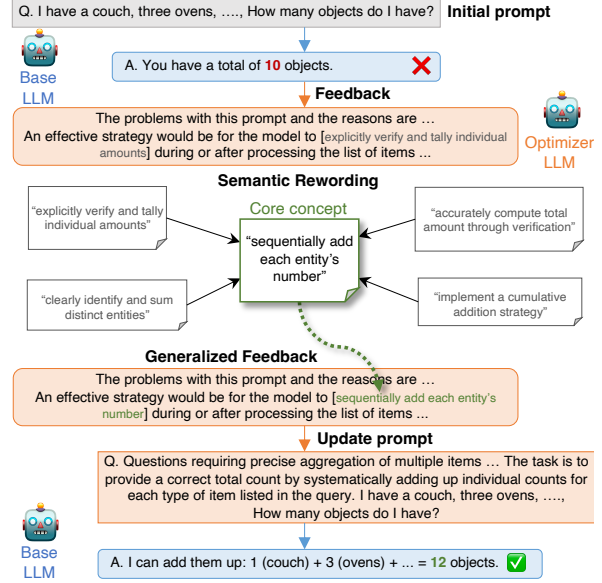 Q. I have a couch, three ovens, …., How many objects do I have?
Initial prompt
Base
LLM
A. You have a total of 10 objects.
Feedback
The problems with this prompt and the reasons are …
An effective strategy would be for the model to [explicitly verify and tally individual
amounts] during or after processing the list of items ...
Optimizer
LLM
Semantic Rewording
Core concept
“explicitly verify and tally
individual amounts”
“sequentially add
each entity’s
number”
“accurately compute total
amount through verification”
“clearly identify and sum
distinct entities”
“implement a cumulative
addition strategy”
Generalized Feedback
The problems with this prompt and the reasons are …
An effective strategy would be for the model to [sequentially add each entity’s
number] during or after processing the list of items ...
Update prompt
Q. Questions requiring precise aggregation of multiple items … The task is to
provide a correct total count by systematically adding up individual counts for
each type of item listed in the query. I have a couch, three ovens, ….,
How many objects do I have?
Base
LLM
A. I can add them up: 1 (couch) + 3 (ovens) + ... = 12 objects.